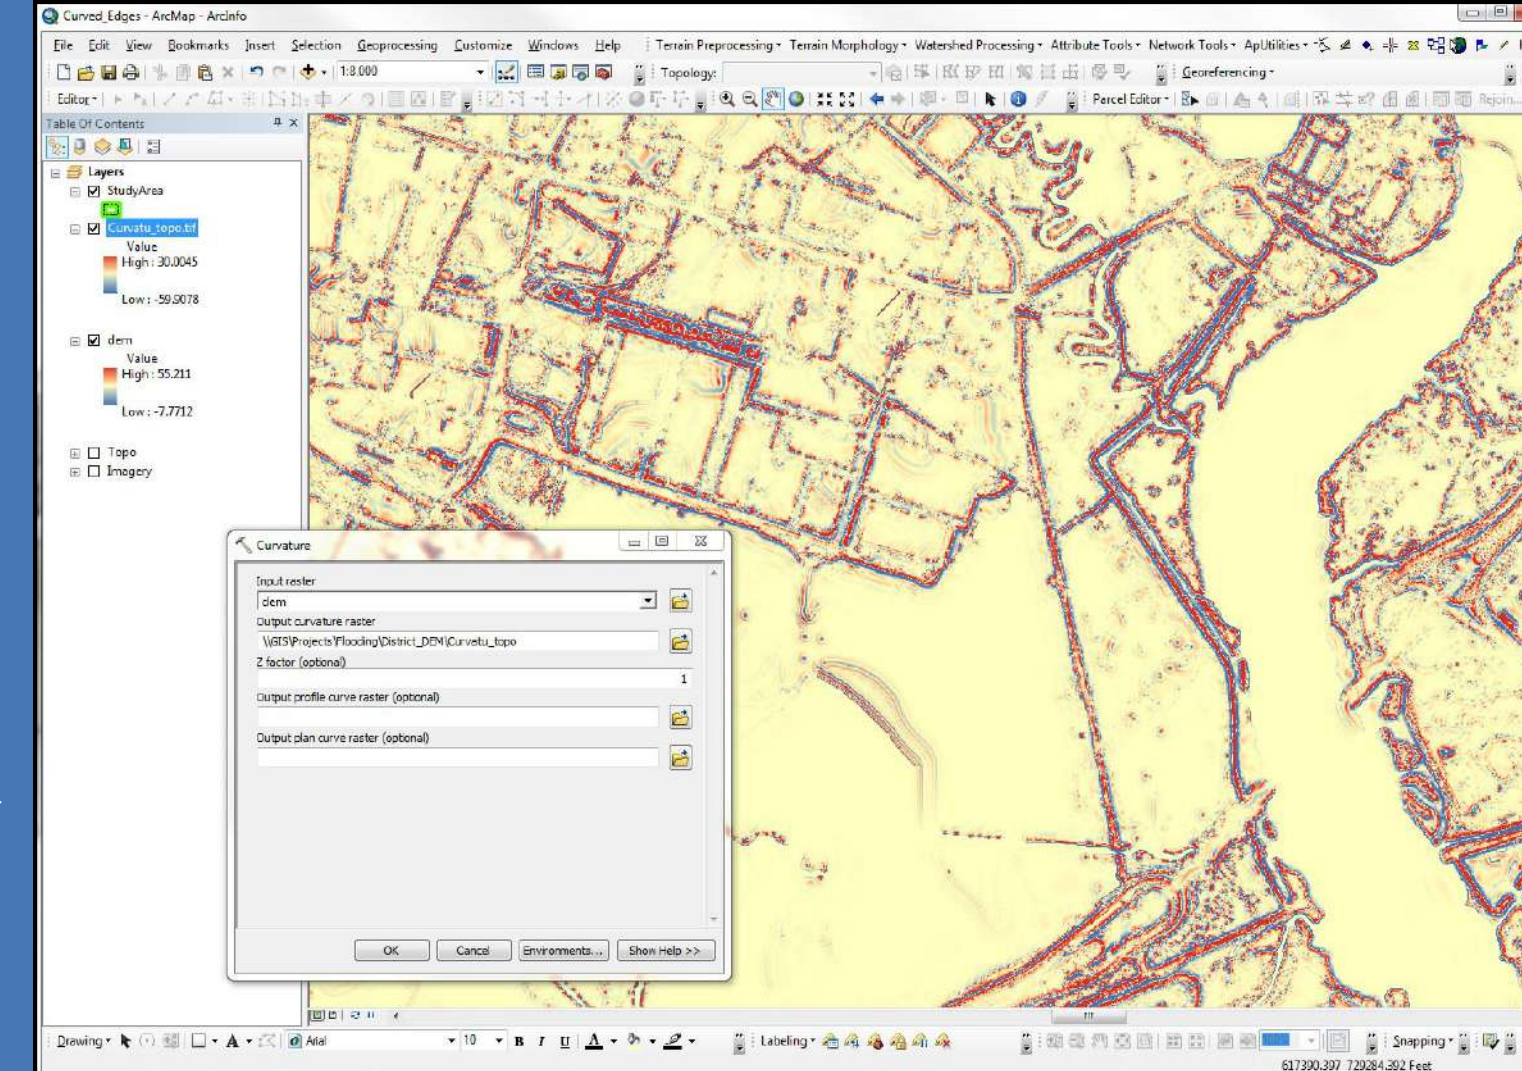 Curved_Edges - ArcMap - ArcInfo
File Edit View Bookmarks Insert Selection Geoprocessing Customize Windows Help Terrain Preprocessing Terrain Morphology Watershed Processing Attribute Tools Network Tools ApUtilities
1:8,000 Topology: Georeferencing
Editor Parcel Editor Rejoin...
Table Of Contents
Layers
StudyArea
Curvatu_topo.tif
Value
High : 30.0045
Low : -59.9078
dem
Value
High : 55.211
Low : -7.7712
Topo
Imagery
Curvature
Input raster
dem
Output curvature raster
\\GIS\Projects\Flooding\District_DEM\Curvatu_topo
Z factor (optional)
1
Output profile curve raster (optional)
Output plan curve raster (optional)
OK Cancel Environments... Show Help >>
Drawing A Arial 10 B I U A Labeling Snapping
617390.397 729284.392 Feet